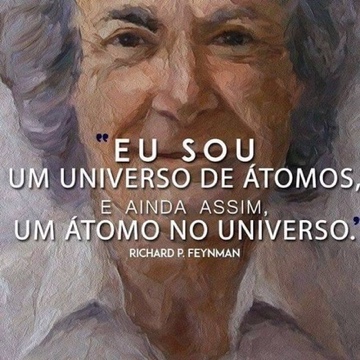 "EU SOU
UM UNIVERSO DE ÁTOMOS,
E AINDA ASSIM,
UM ÁTOMO NO UNIVERSO."
RICHARD P. FEYNMAN